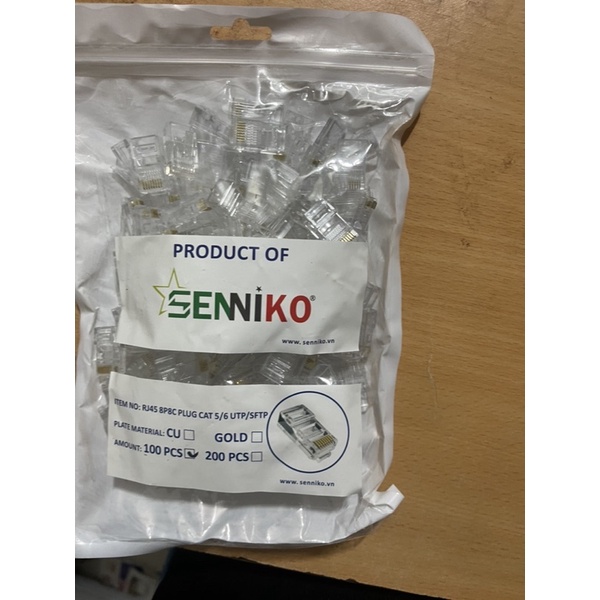 PRODUCT OF
SENNIKO®
www. senniko.vn
ITEM NO: RJ45 8P8C PLUG CAT 5/6 UTP/SFTP
PLATE MATERIAL: CU☐ GOLD☐
AMOUNT: 100 PCS☑ 200 PCS☐
www. senniko.vn